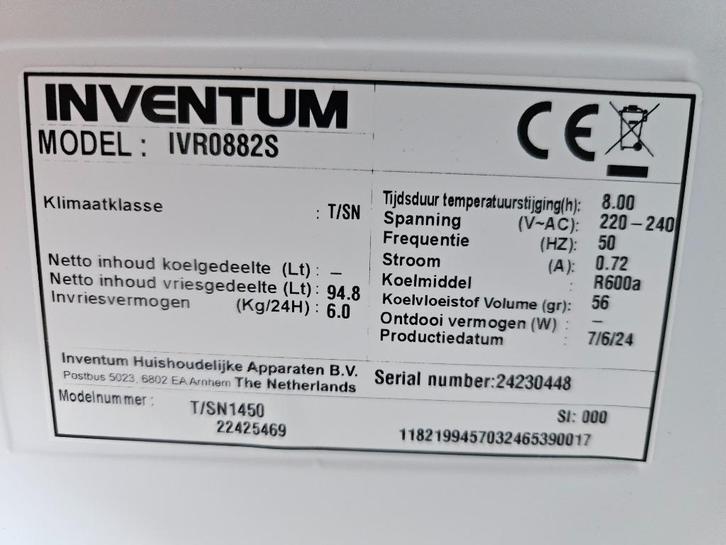 INVENTUM
MODEL : IVR0882S
CE
Klimaatklasse : T/SN
Netto inhoud koelgedeelte (Lt) : –
Netto inhoud vriesgedeelte (Lt) : 94.8
Invriesvermogen (Kg/24H) : 6.0
Tijdsduur temperatuurstijging(h): 8.00
Spanning (V~AC): 220 – 240
Frequentie (HZ): 50
Stroom (A): 0.72
Koelmiddel : R600a
Koelvloeistof Volume (gr): 56
Ontdooi vermogen (W) : –
Productiedatum : 7/6/24
Inventum Huishoudelijke Apparaten B.V.
Postbus 5023, 6802 EA Arnhem The Netherlands
Serial number:24230448
Modelnummer : T/SN1450
22425469
SI: 000
1182199457032465390017